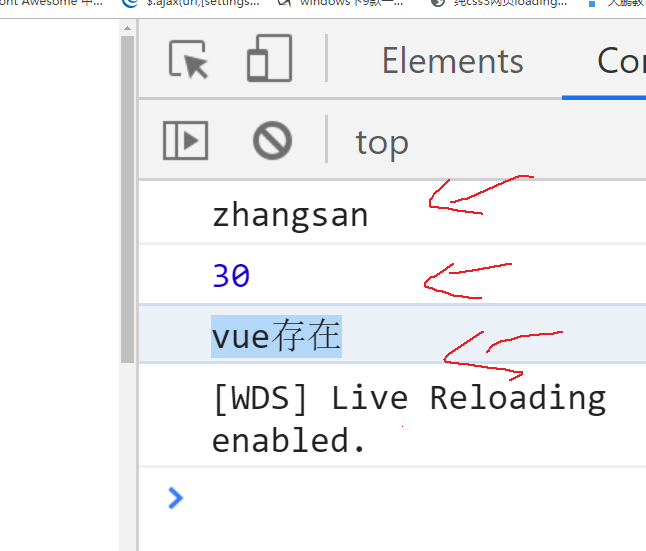 ont Awesome 中... $.ajax(url,[settings... windows下9款一... 纯css3网页loading...
Elements
top
zhangsan
30
vue存在
[WDS] Live Reloading
enabled.